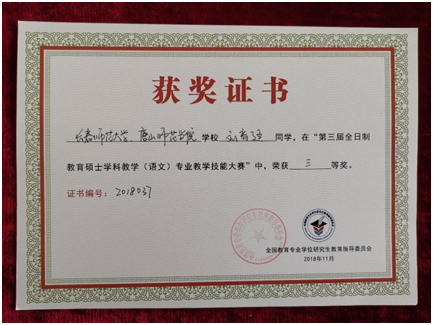 获奖证书
长春师范大学、唐山师范学院学校 同学，在“第三届全日制
教育硕士学科教学（语文）专业教学技能大赛”中，荣获三等奖。
证书编号：2018037
全国教育专业学位研究生教育指导委员会
2018年11月